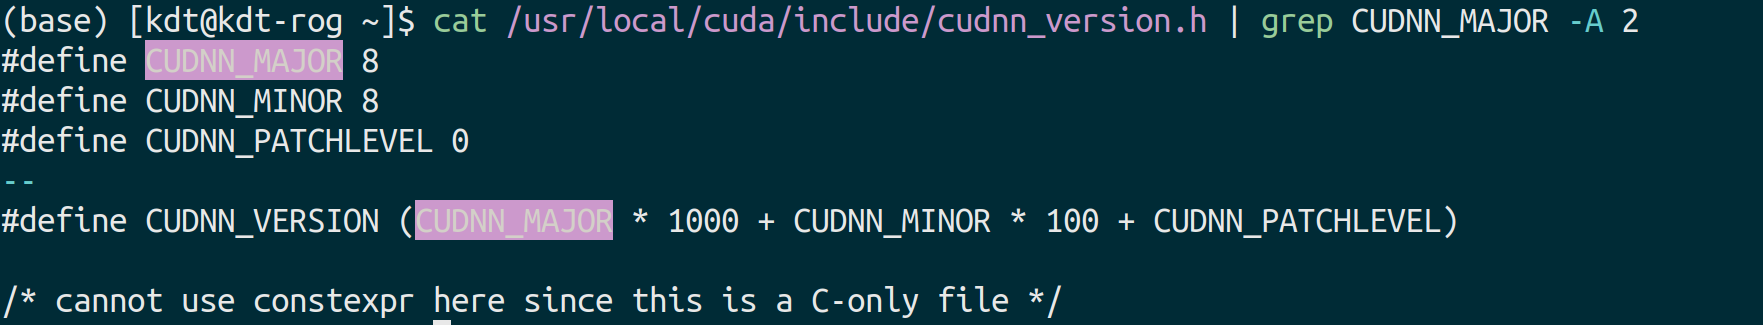 (base) [kdt@kdt-rog ~]$ cat /usr/local/cuda/include/cudnn_version.h | grep CUDNN_MAJOR -A 2
#define CUDNN_MAJOR 8
#define CUDNN_MINOR 8
#define CUDNN_PATCHLEVEL 0
--
#define CUDNN_VERSION (CUDNN_MAJOR * 1000 + CUDNN_MINOR * 100 + CUDNN_PATCHLEVEL)
/* cannot use constexpr here since this is a C-only file */